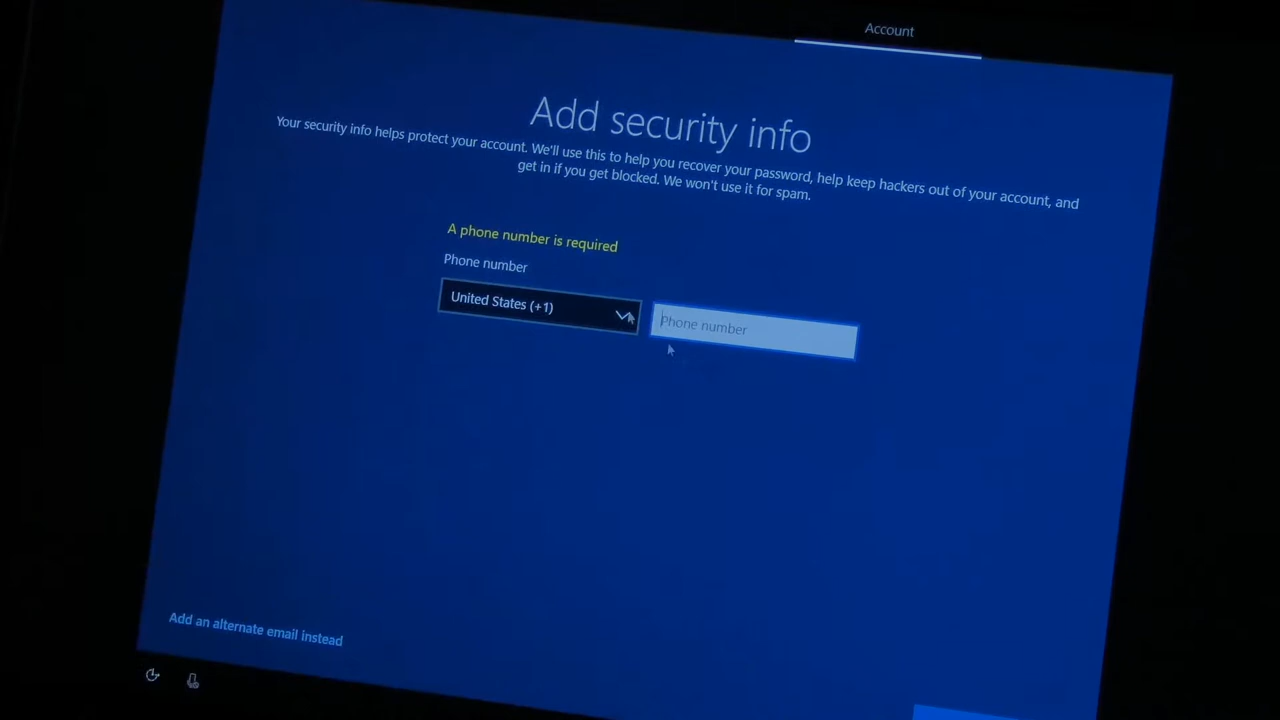 Account
Add security info
Your security info helps protect your account. We'll use this to help you recover your password, help keep hackers out of your account, and
get in if you get blocked. We won't use it for spam.
A phone number is required
Phone number
United States (+1)
Phone number
Add an alternate email instead